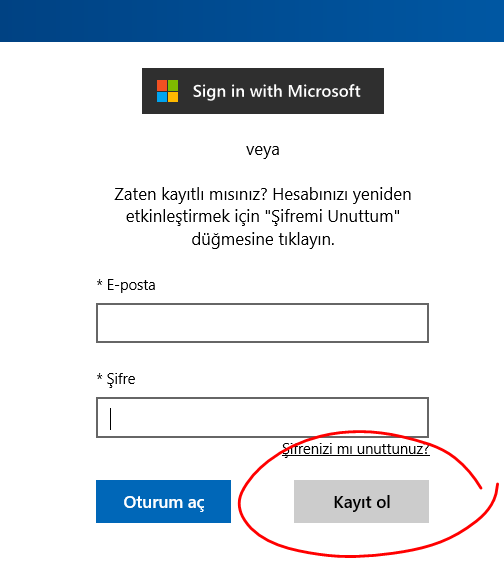 Sign in with Microsoft
veya
Zaten kayıtlı mısınız? Hesabınızı yeniden
etkinleştirmek için "Şifremi Unuttum"
düğmesine tıklayın.
* E-posta
* Şifre
Şifrenizi mi unuttunuz?
Oturum aç
Kayıt ol